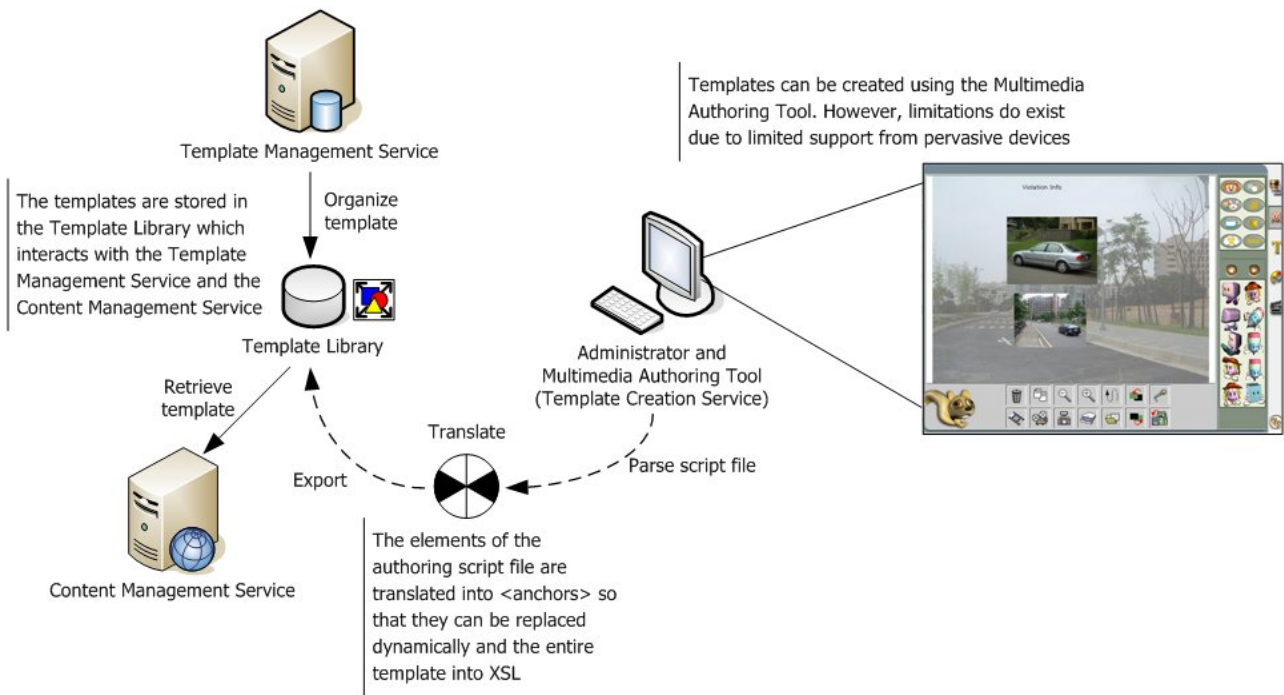 Template Management Service
Templates can be created using the Multimedia
Authoring Tool. However, limitations do exist
due to limited support from pervasive devices
The templates are stored in
the Template Library which
interacts with the Template
Management Service and the
Content Management Service
Organize
template
Template Library
Violation Info
Administrator and
Multimedia Authoring Tool
(Template Creation Service)
Retrieve
template
Translate
Export
Parse script file
Content Management Service
The elements of the
authoring script file are
translated into <anchors> so
that they can be replaced
dynamically and the entire
template into XSL